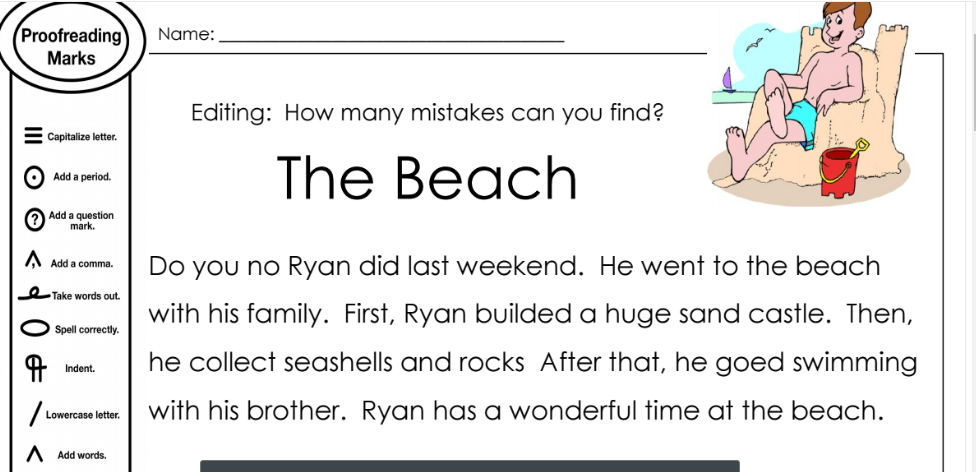 Proofreading
Marks
Capitalize letter.
Add a period.
Add a question
mark.
Add a comma.
Take words out.
Spell correctly.
Indent.
Lowercase letter.
Add words.
Name:
Editing: How many mistakes can you find?
The Beach
Do you no Ryan did last weekend. He went to the beach
with his family. First, Ryan builded a huge sand castle. Then,
he collect seashells and rocks After that, he goed swimming
with his brother. Ryan has a wonderful time at the beach.